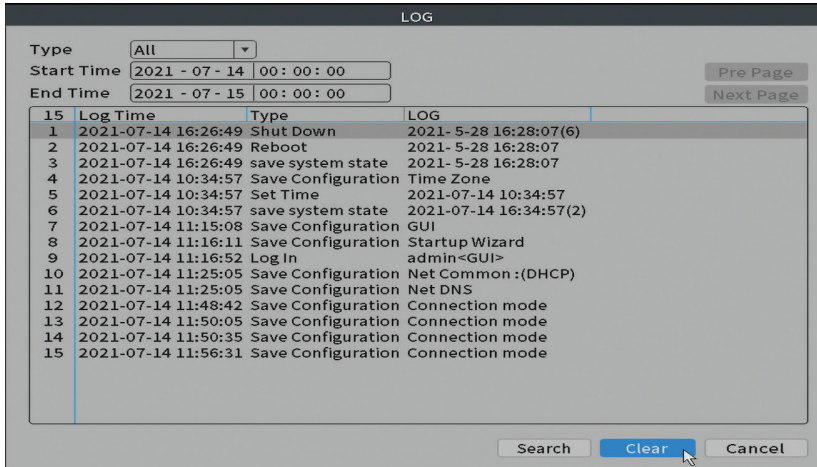 LOG
Type All
Start Time 2021 - 07 - 14 00 : 00 : 00 Pre Page
End Time 2021 - 07 - 15 00 : 00 : 00 Next Page
15 Log Time Type LOG
1 2021-07-14 16:26:49 Shut Down 2021- 5-28 16:28:07(6)
2 2021-07-14 16:26:49 Reboot 2021- 5-28 16:28:07
3 2021-07-14 16:26:49 save system state 2021- 5-28 16:28:07
4 2021-07-14 10:34:57 Save Configuration Time Zone
5 2021-07-14 10:34:57 Set Time 2021-07-14 10:34:57
6 2021-07-14 10:34:57 save system state 2021-07-14 16:34:57(2)
7 2021-07-14 11:15:08 Save Configuration GUI
8 2021-07-14 11:16:11 Save Configuration Startup Wizard
9 2021-07-14 11:16:52 Log In admin<GUI>
10 2021-07-14 11:25:05 Save Configuration Net Common :(DHCP)
11 2021-07-14 11:25:05 Save Configuration Net DNS
12 2021-07-14 11:48:42 Save Configuration Connection mode
13 2021-07-14 11:50:05 Save Configuration Connection mode
14 2021-07-14 11:50:35 Save Configuration Connection mode
15 2021-07-14 11:56:31 Save Configuration Connection mode
Search Clear Cancel